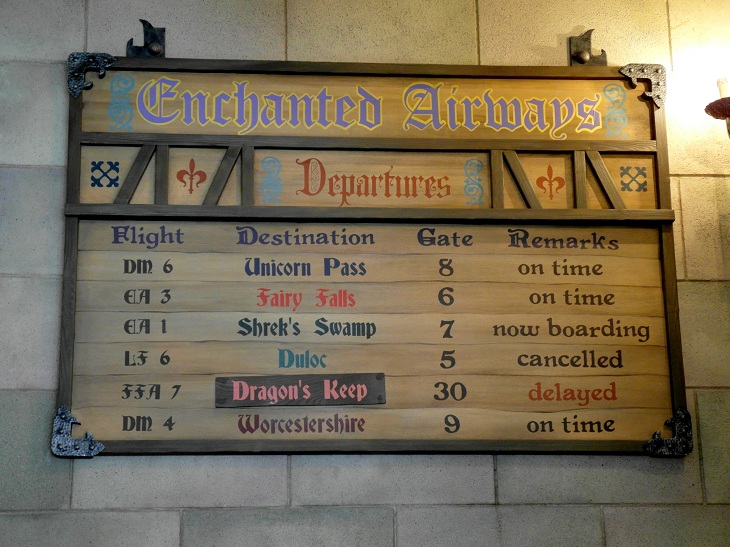 Enchanted Airways
Departures
Flight Destination Gate Remarks
DM 6 Unicorn Pass 8 on time
EA 3 Fairy Falls 6 on time
EA 1 Shrek's Swamp 7 now boarding
LF 6 Duloc 5 cancelled
FFA 7 Dragon's Keep 30 delayed
DM 4 Worcestershire 9 on time